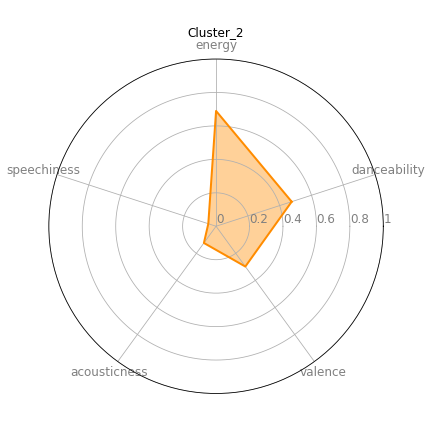 Cluster_2
energy
speechiness
danceability
0 0.2 0.4 0.6 0.8 1
acousticness
valence